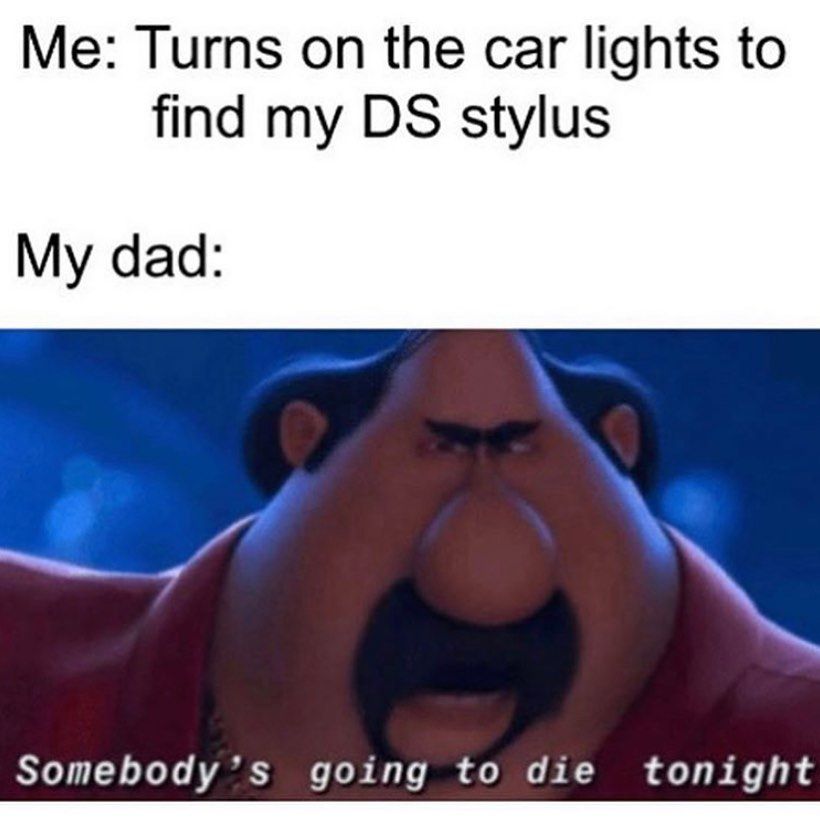 Me: Turns on the car lights to
find my DS stylus
My dad:
Somebody's going to die tonight